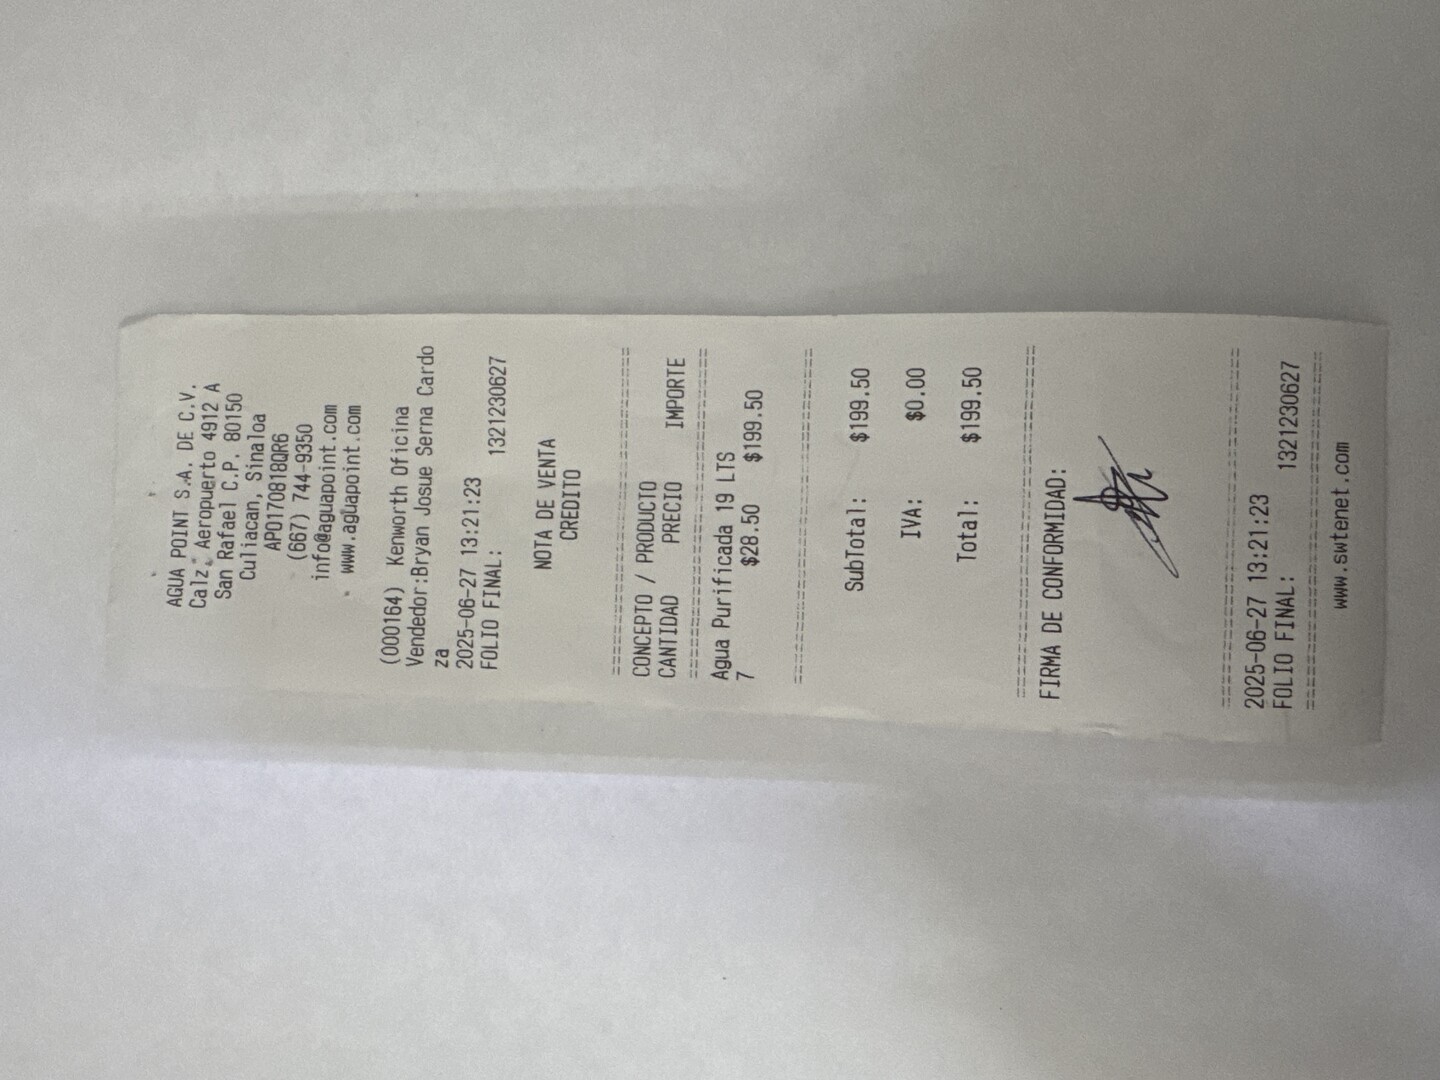 AGUA POINT S.A. DE C.V.
Calz. Aeropuerto 4912 A
San Rafael C.P. 80150
Culiacan, Sinaloa
APO170818QR6
(667) 744-9350
info@aguapoint.com
www.aguapoint.com
(000164) Kenworth Oficina
Vendedor:Bryan Josue Serna Cardo
za
2025-06-27 13:21:23
FOLIO FINAL: 1321230627
NOTA DE VENTA
CREDITO
================================
CONCEPTO / PRODUCTO
CANTIDAD PRECIO IMPORTE
================================
Agua Purificada 19 LTS
7 $28.50 $199.50
================================
SubTotal: $199.50
IVA: $0.00
Total: $199.50
================================
FIRMA DE CONFORMIDAD:
================================
2025-06-27 13:21:23
FOLIO FINAL: 1321230627
================================
www.swtenet.com